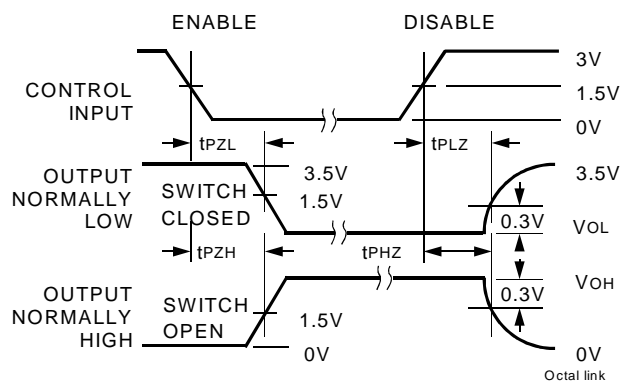 ENABLE DISABLE
3V
CONTROL
INPUT
1.5V
0V
tPZL tPLZ
OUTPUT
NORMALLY
LOW
SWITCH
CLOSED
3.5V
1.5V
3.5V
0.3V
VOL
tPZH tPHZ
OUTPUT
NORMALLY
HIGH
SWITCH
OPEN
1.5V
0V
0.3V
VOH
0V
Octal link